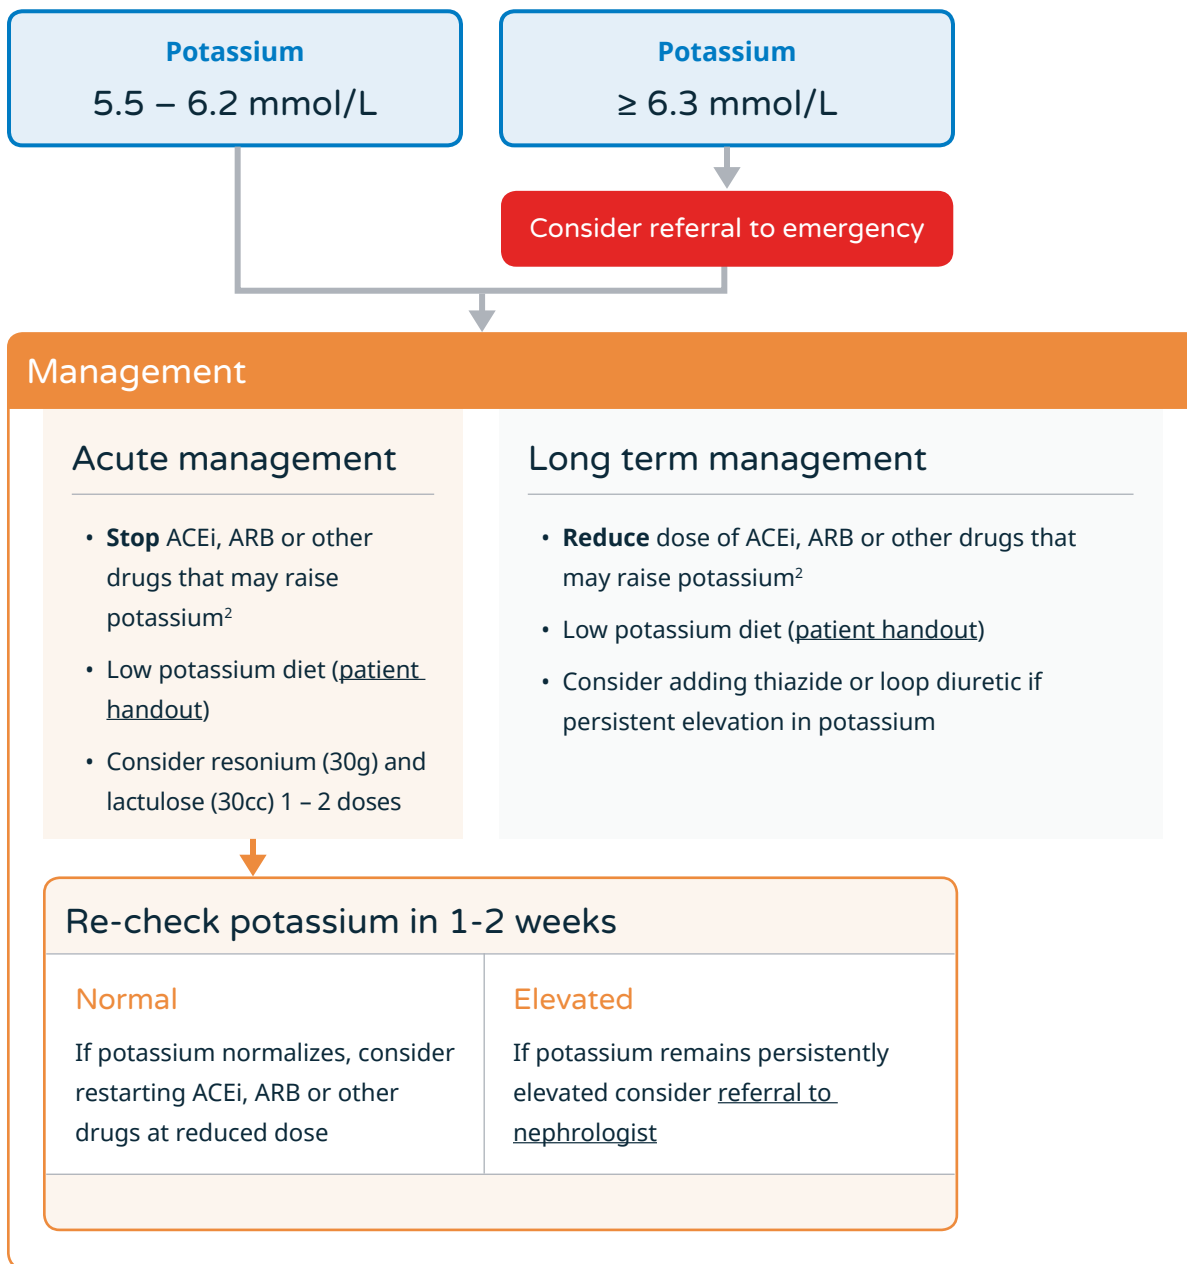 Potassium
5.5 – 6.2 mmol/L
Potassium
≥ 6.3 mmol/L
Consider referral to emergency
Management
Acute management
• Stop ACEi, ARB or other
drugs that may raise
potassium²
• Low potassium diet (patient
handout)
• Consider resonium (30g) and
lactulose (30cc) 1 – 2 doses
Long term management
• Reduce dose of ACEi, ARB or other drugs that
may raise potassium²
• Low potassium diet (patient handout)
• Consider adding thiazide or loop diuretic if
persistent elevation in potassium
Re-check potassium in 1-2 weeks
Normal
If potassium normalizes, consider
restarting ACEi, ARB or other
drugs at reduced dose
Elevated
If potassium remains persistently
elevated consider referral to
nephrologist